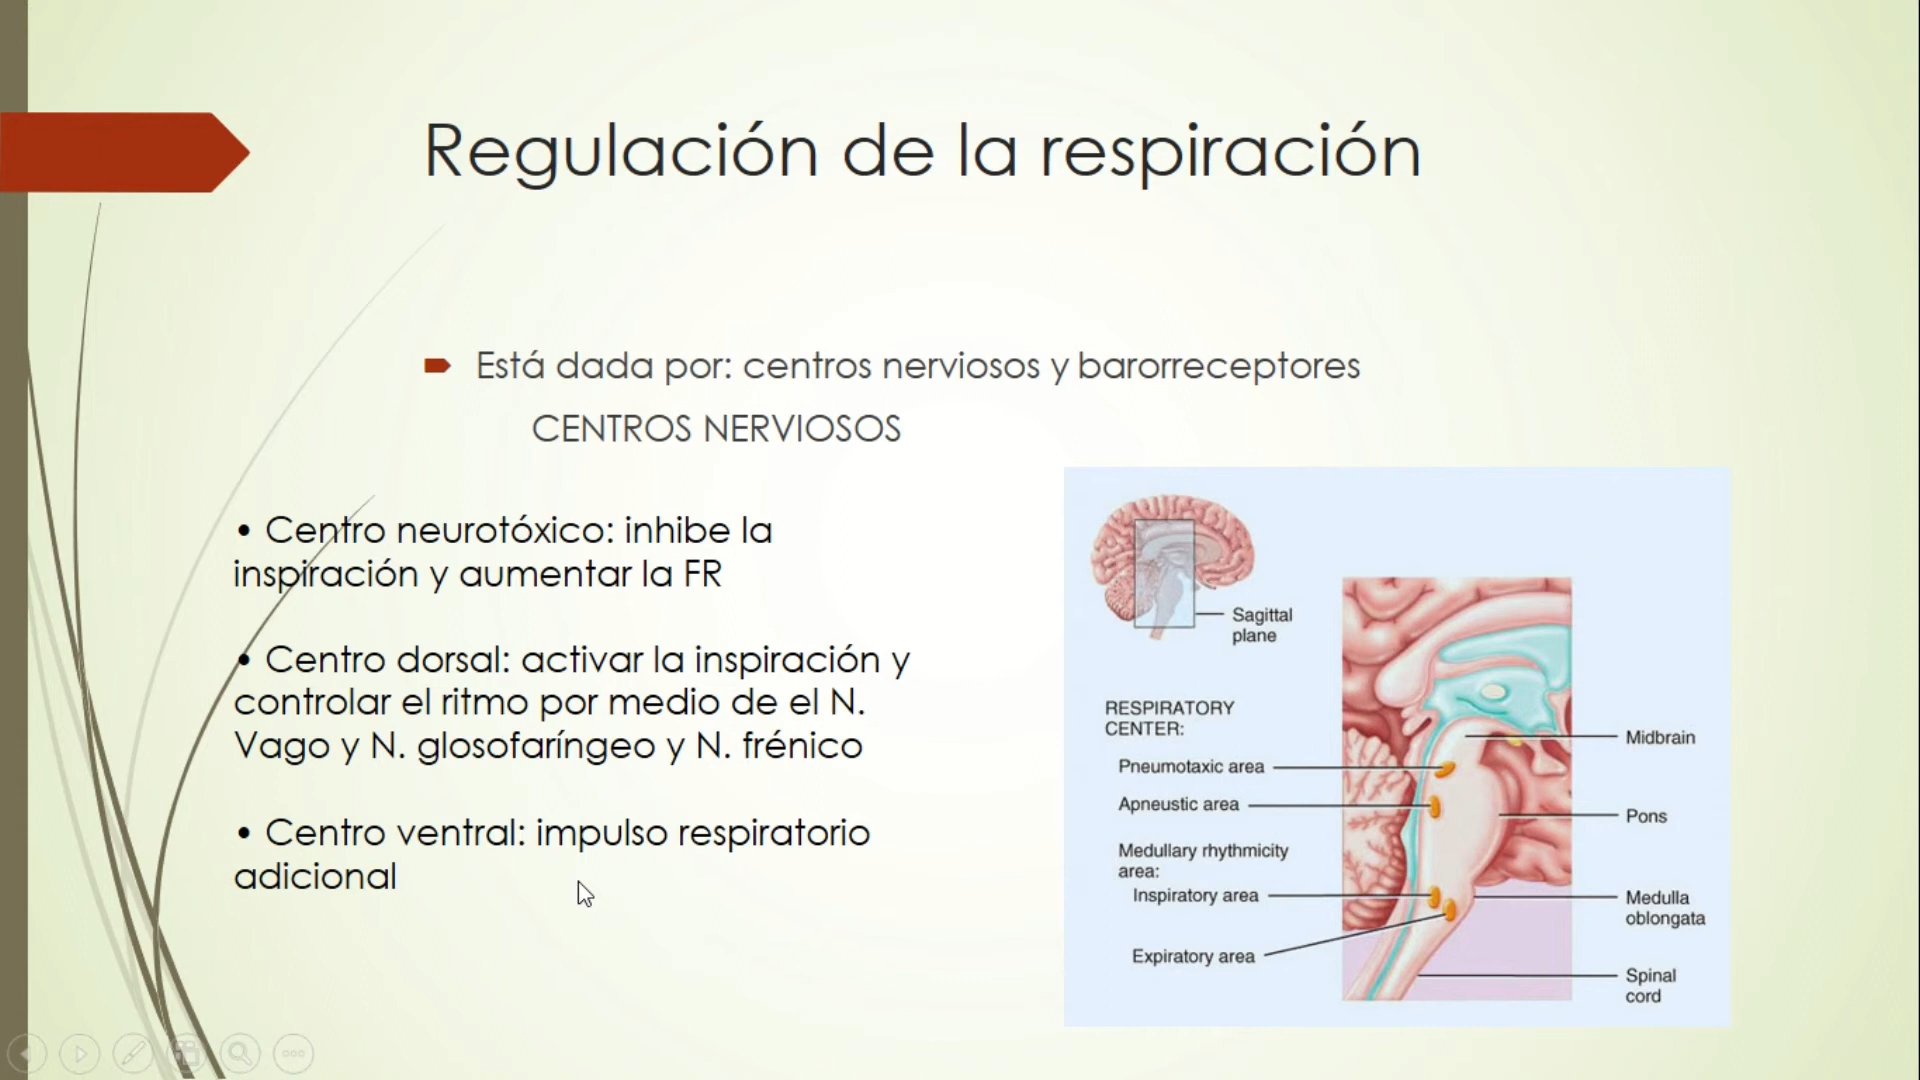 Regulación de la respiración
Está dada por: centros nerviosos y barorreceptores
CENTROS NERVIOSOS
• Centro neurotóxico: inhibe la
inspiración y aumentar la FR
• Centro dorsal: activar la inspiración y
controlar el ritmo por medio de el N.
Vago y N. glosofaríngeo y N. frénico
• Centro ventral: impulso respiratorio
adicional
Sagittal
plane
RESPIRATORY
CENTER:
Pneumotaxic area
Apneustic area
Medullary rhythmicity
area:
Inspiratory area
Expiratory area
Midbrain
Pons
Medulla
oblongata
Spinal
cord